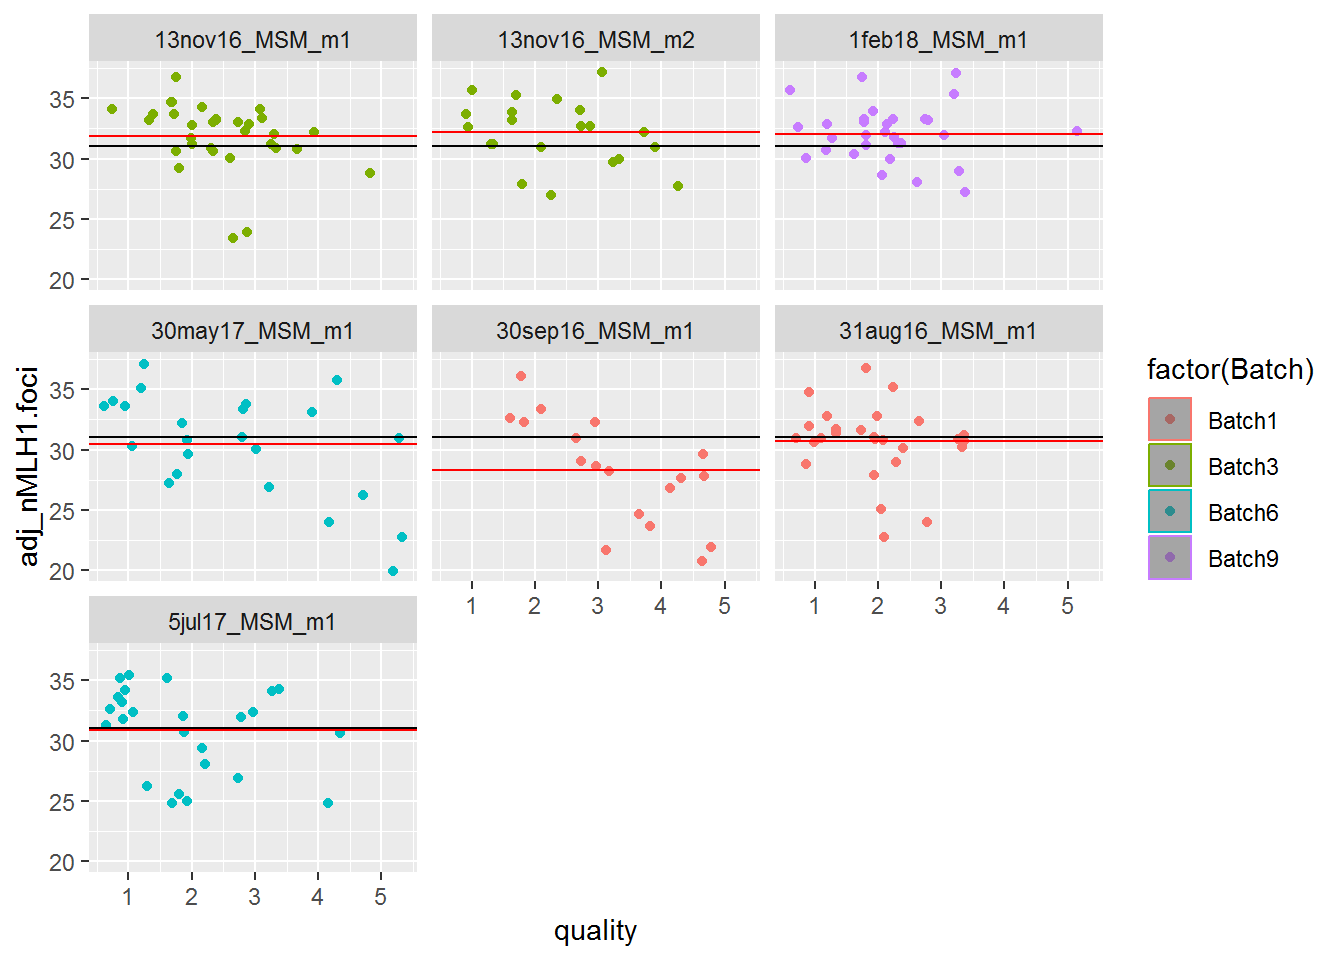 13nov16_MSM_m1
13nov16_MSM_m2
1feb18_MSM_m1
35
30
25
20
30may17_MSM_m1
30sep16_MSM_m1
31aug16_MSM_m1
35
30
25
20
1 2 3 4 5
1 2 3 4 5
5jul17_MSM_m1
35
30
25
20
1 2 3 4 5
adj_nMLH1.foci
quality
factor(Batch)
Batch1
Batch3
Batch6
Batch9